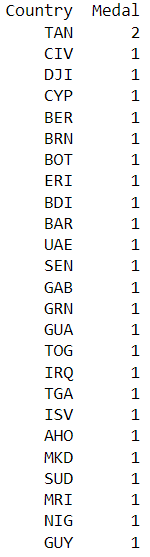 Country Medal
TAN 2
CIV 1
DJI 1
CYP 1
BER 1
BRN 1
BOT 1
ERI 1
BDI 1
BAR 1
UAE 1
SEN 1
GAB 1
GRN 1
GUA 1
TOG 1
IRQ 1
TGA 1
ISV 1
AHO 1
MKD 1
SUD 1
MRI 1
NIG 1
GUY 1